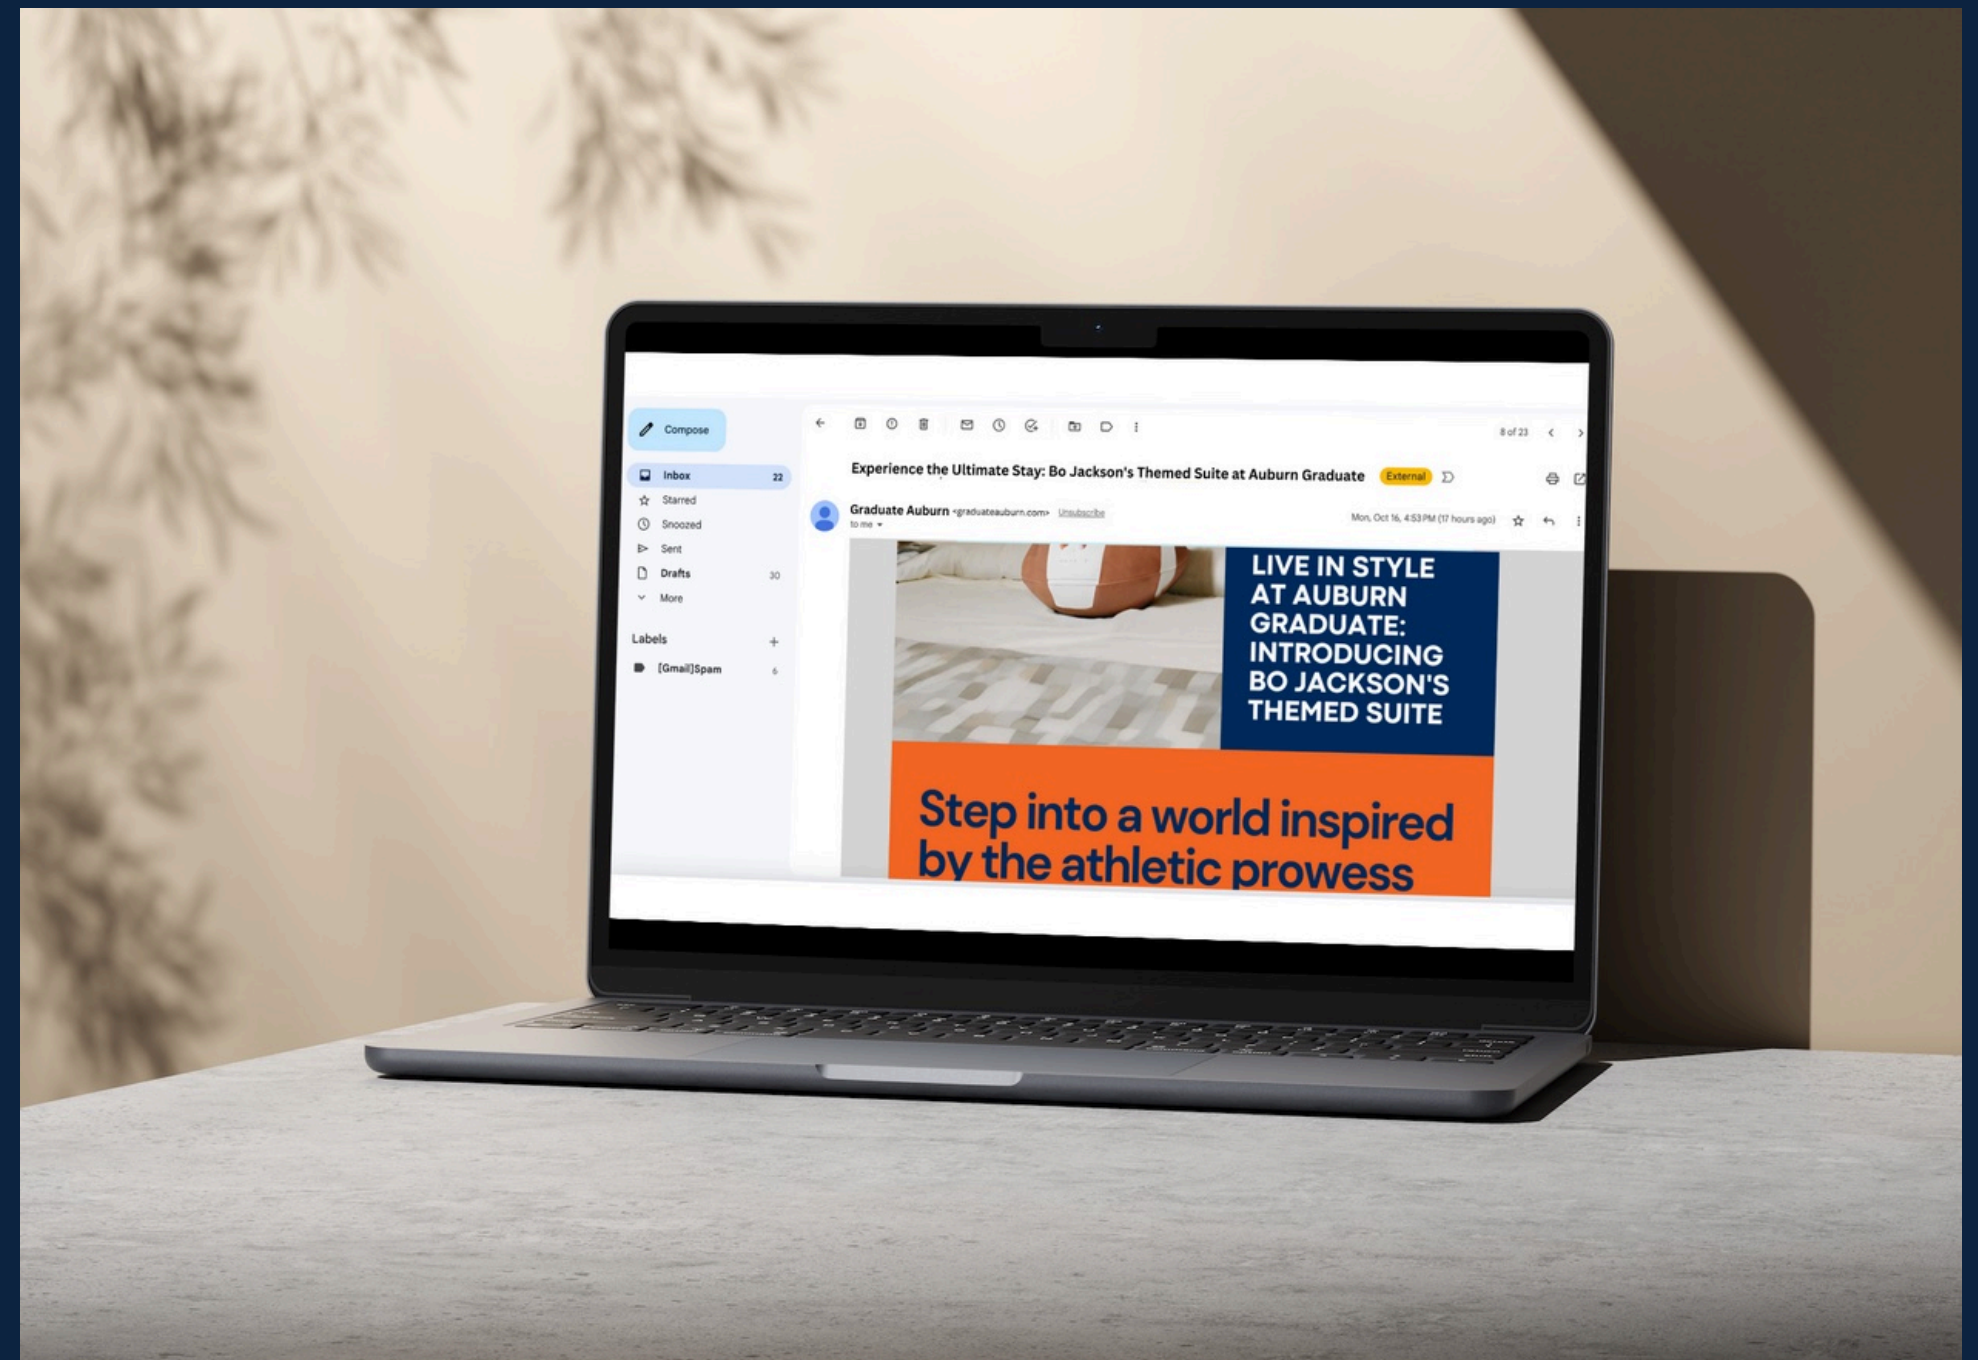 Compose
Inbox 22
Starred
Snoozed
Sent
Drafts 30
More
Labels +
[Gmail]Spam 6
8 of 23
Experience the Ultimate Stay: Bo Jackson's Themed Suite at Auburn Graduate External
Graduate Auburn <graduateauburn.com> Unsubscribe
to me
Mon, Oct 16, 4:53 PM (17 hours ago)
LIVE IN STYLE
AT AUBURN
GRADUATE:
INTRODUCING
BO JACKSON'S
THEMED SUITE
Step into a world inspired
by the athletic prowess